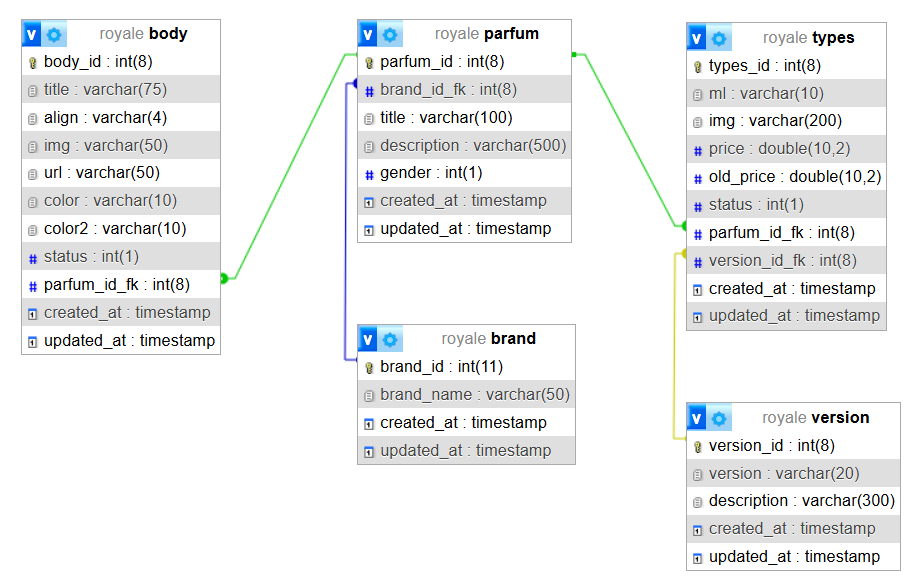 v royale body
body_id : int(8)
title : varchar(75)
align : varchar(4)
img : varchar(50)
url : varchar(50)
color : varchar(10)
color2 : varchar(10)
# status : int(1)
# parfum_id_fk : int(8)
created_at : timestamp
updated_at : timestamp
v royale parfum
parfum_id : int(8)
# brand_id_fk : int(8)
title : varchar(100)
description : varchar(500)
# gender : int(1)
created_at : timestamp
updated_at : timestamp
v royale brand
brand_id : int(11)
brand_name : varchar(50)
created_at : timestamp
updated_at : timestamp
v royale types
types_id : int(8)
ml : varchar(10)
img : varchar(200)
# price : double(10,2)
# old_price : double(10,2)
# status : int(1)
# parfum_id_fk : int(8)
# version_id_fk : int(8)
created_at : timestamp
updated_at : timestamp
v royale version
version_id : int(8)
version : varchar(20)
description : varchar(300)
created_at : timestamp
updated_at : timestamp